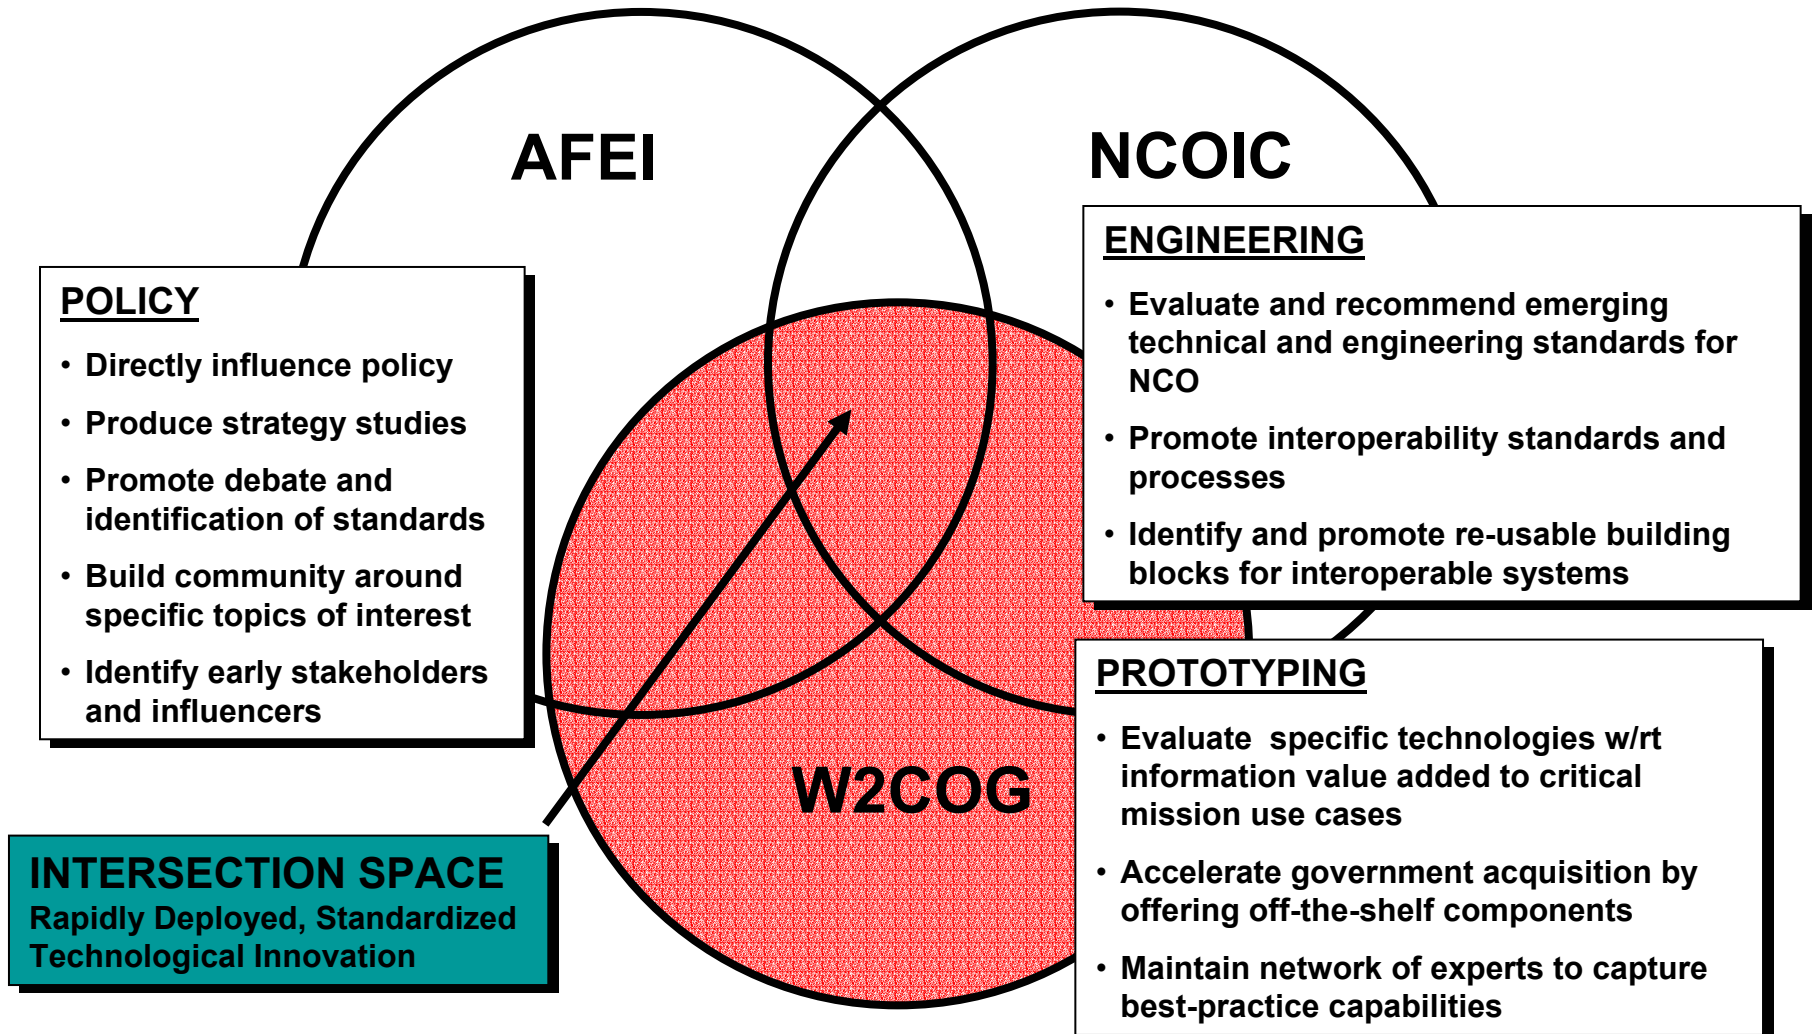 AFEI
NCOIC
POLICY
• Directly influence policy
• Produce strategy studies
• Promote debate and
identification of standards
• Build community around
specific topics of interest
• Identify early stakeholders
and influencers
ENGINEERING
• Evaluate and recommend emerging
technical and engineering standards for
NCO
• Promote interoperability standards and
processes
• Identify and promote re-usable building
blocks for interoperable systems
W2COG
PROTOTYPING
• Evaluate  specific technologies w/rt
information value added to critical
mission use cases
• Accelerate government acquisition by
offering off-the-shelf components
• Maintain network of experts to capture
best-practice capabilities
INTERSECTION SPACE
Rapidly Deployed, Standardized
Technological Innovation